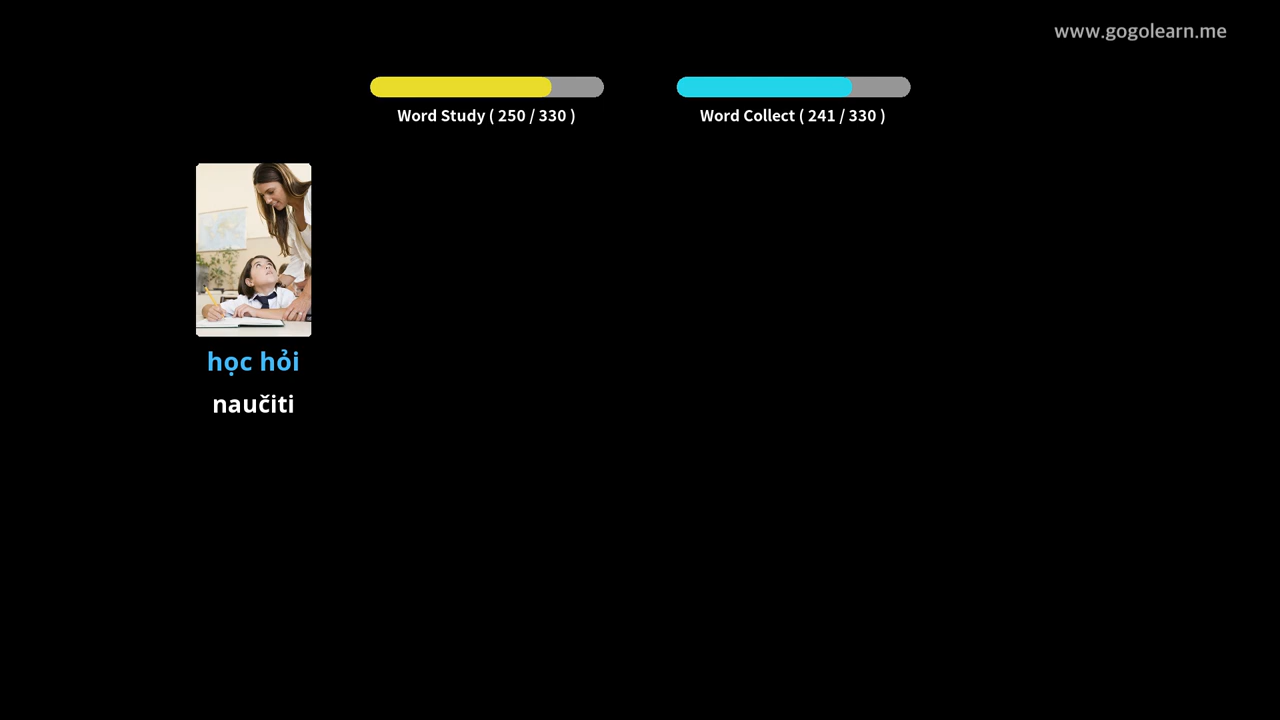 www.gogolearn.me
Word Study ( 250 / 330 )
Word Collect ( 241 / 330 )
học hỏi
naučiti